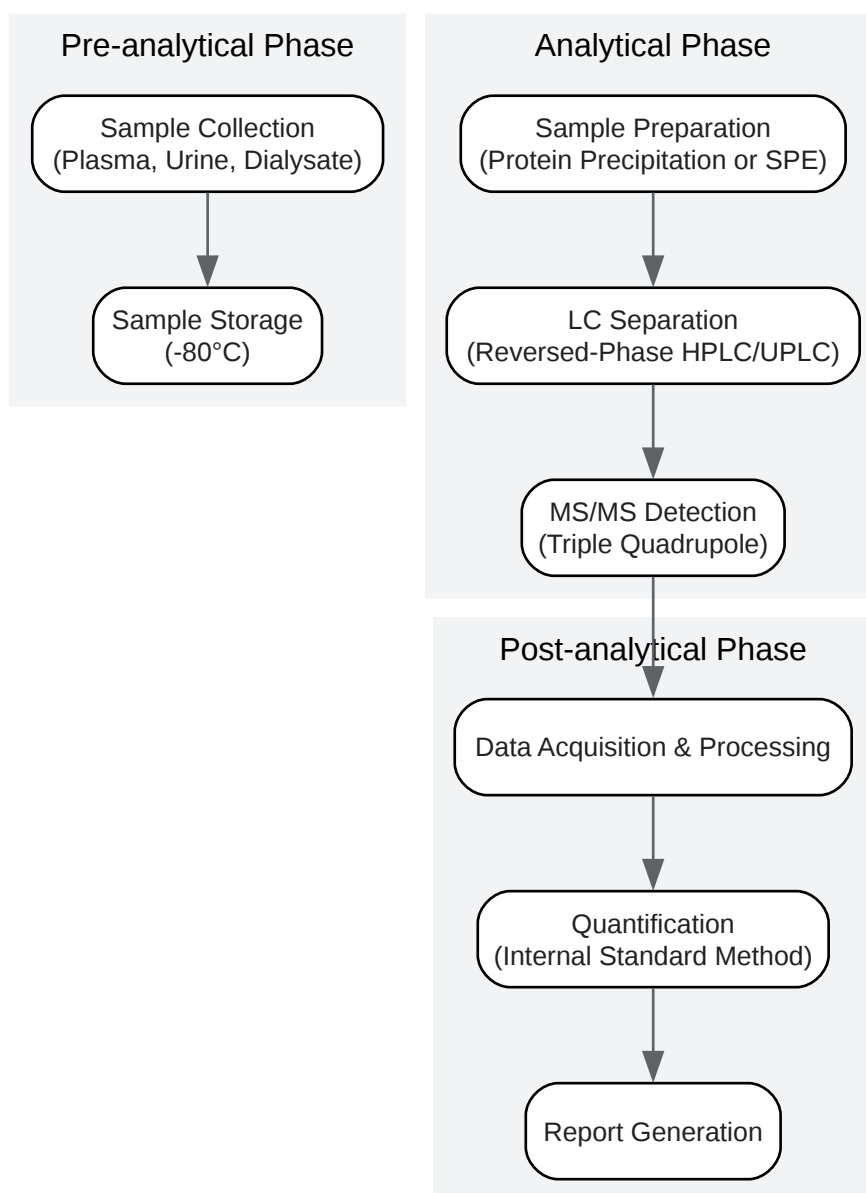 Pre-analytical Phase
Sample Collection
(Plasma, Urine, Dialysate)
Sample Storage
(-80°C)
Analytical Phase
Sample Preparation
(Protein Precipitation or SPE)
LC Separation
(Reversed-Phase HPLC/UPLC)
MS/MS Detection
(Triple Quadrupole)
Post-analytical Phase
Data Acquisition & Processing
Quantification
(Internal Standard Method)
Report Generation